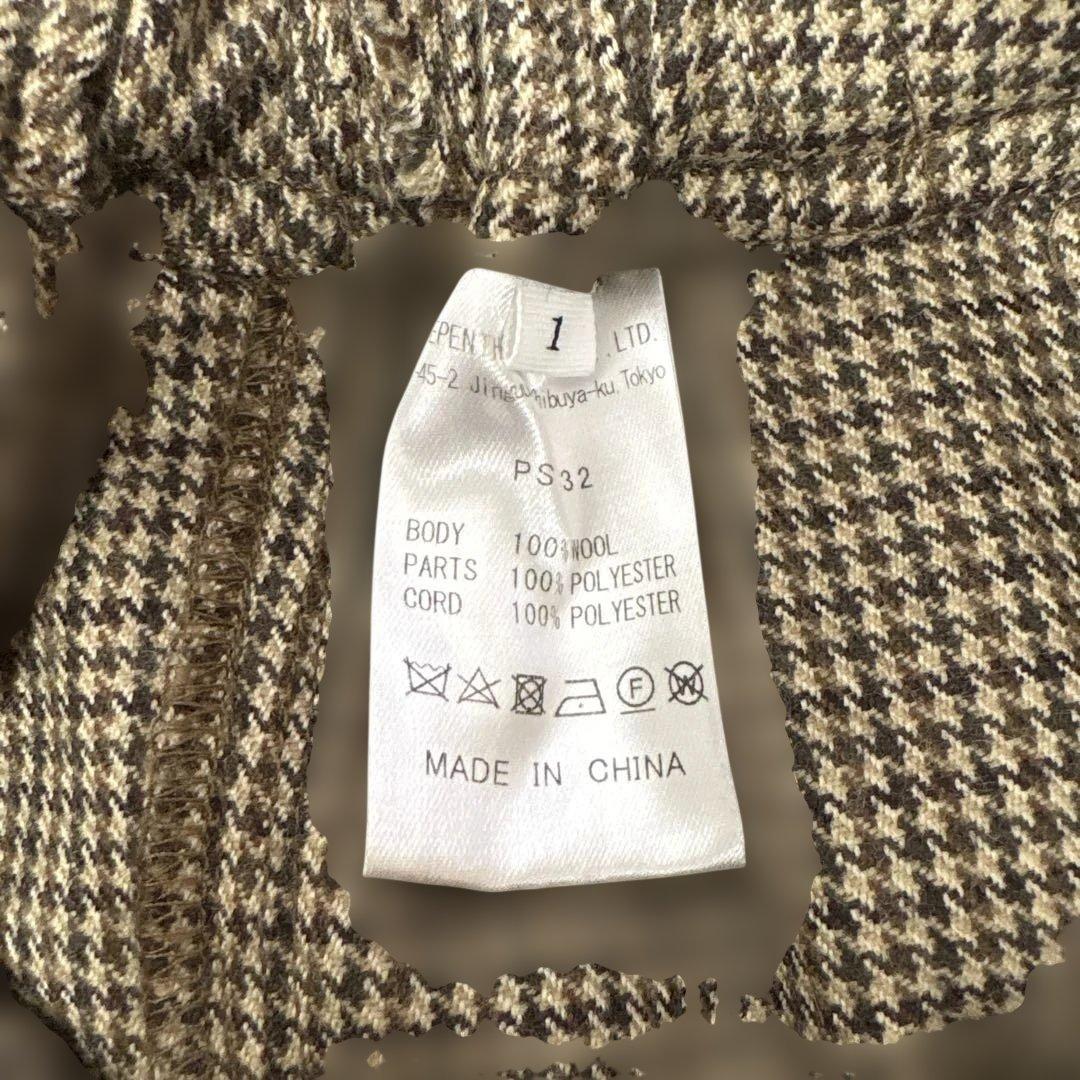 1
LTD.
45-2 Tokyo
PS32
BODY 100% WOOL
PARTS 100% POLYESTER
CORD 100% POLYESTER
F W
MADE IN CHINA